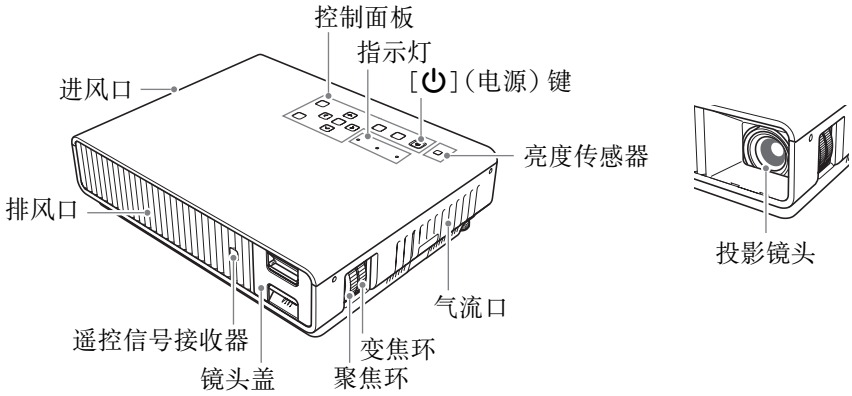 控制面板
指示灯
[⏻](电源)键
进风口
亮度传感器
排风口
投影镜头
气流口
遥控信号接收器
变焦环
镜头盖
聚焦环